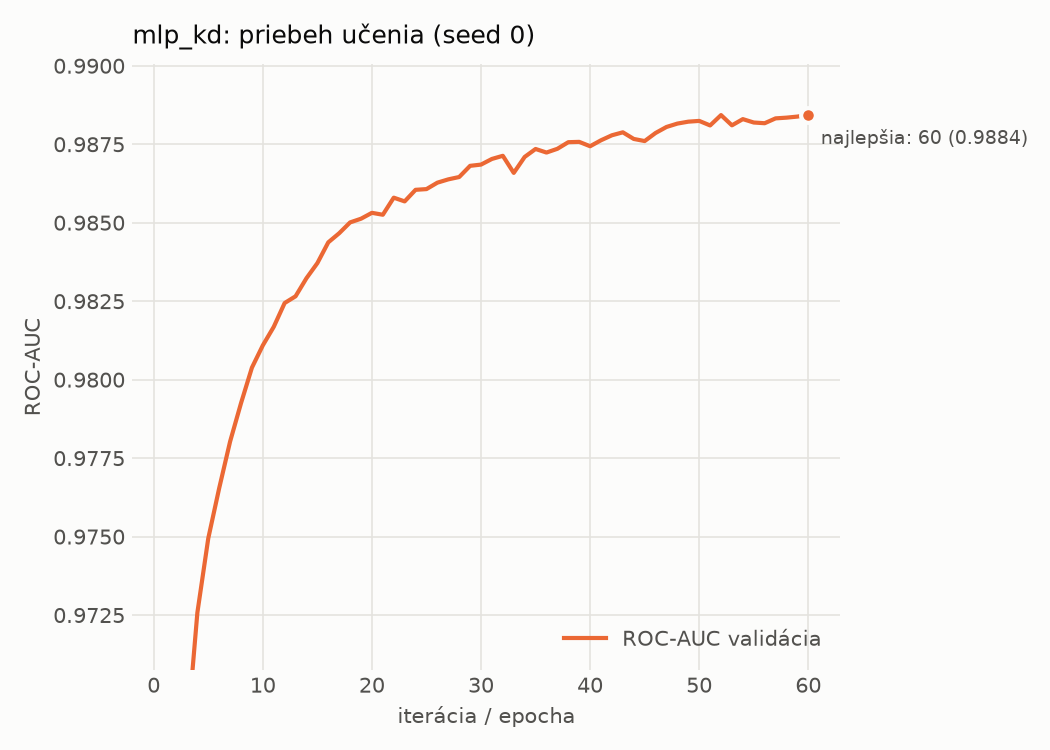 mlp_kd: priebeh učenia (seed 0)
0.9900
0.9875
0.9850
0.9825
0.9800
0.9775
0.9750
0.9725
ROC-AUC
najlepšia: 60 (0.9884)
ROC-AUC validácia
0 10 20 30 40 50 60
iterácia / epocha